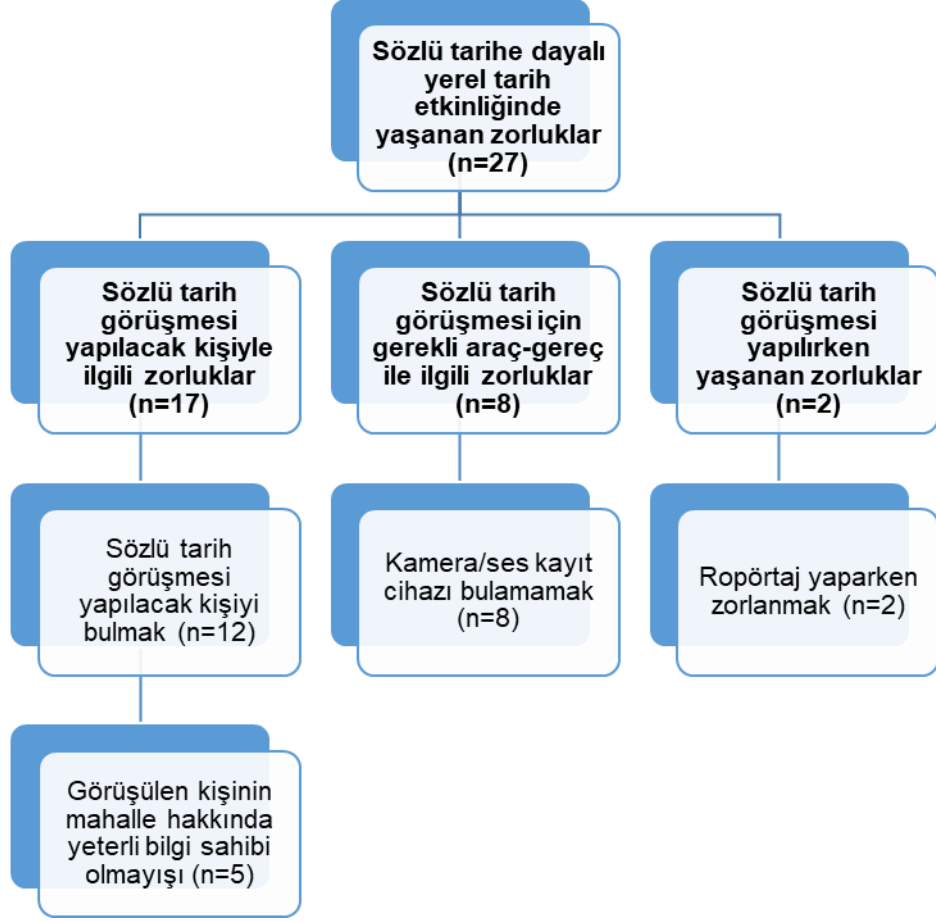 Sözlü tarihe dayalı
yerel tarih
etkinliğinde
yaşanan zorluklar
(n=27)
Sözlü tarih
görüşmesi
yapılacak kişiyle
ilgili zorluklar
(n=17)
Sözlü tarih
görüşmesi için
gerekli araç-gereç
ile ilgili zorluklar
(n=8)
Sözlü tarih
görüşmesi
yapılırken
yaşanan zorluklar
(n=2)
Sözlü tarih
görüşmesi
yapılacak kişiyi
bulmak (n=12)
Kamera/ses kayıt
cihazı bulamamak
(n=8)
Ropörtaj yaparken
zorlanmak (n=2)
Görüşülen kişinin
mahalle hakkında
yeterli bilgi sahibi
olmayışı (n=5)